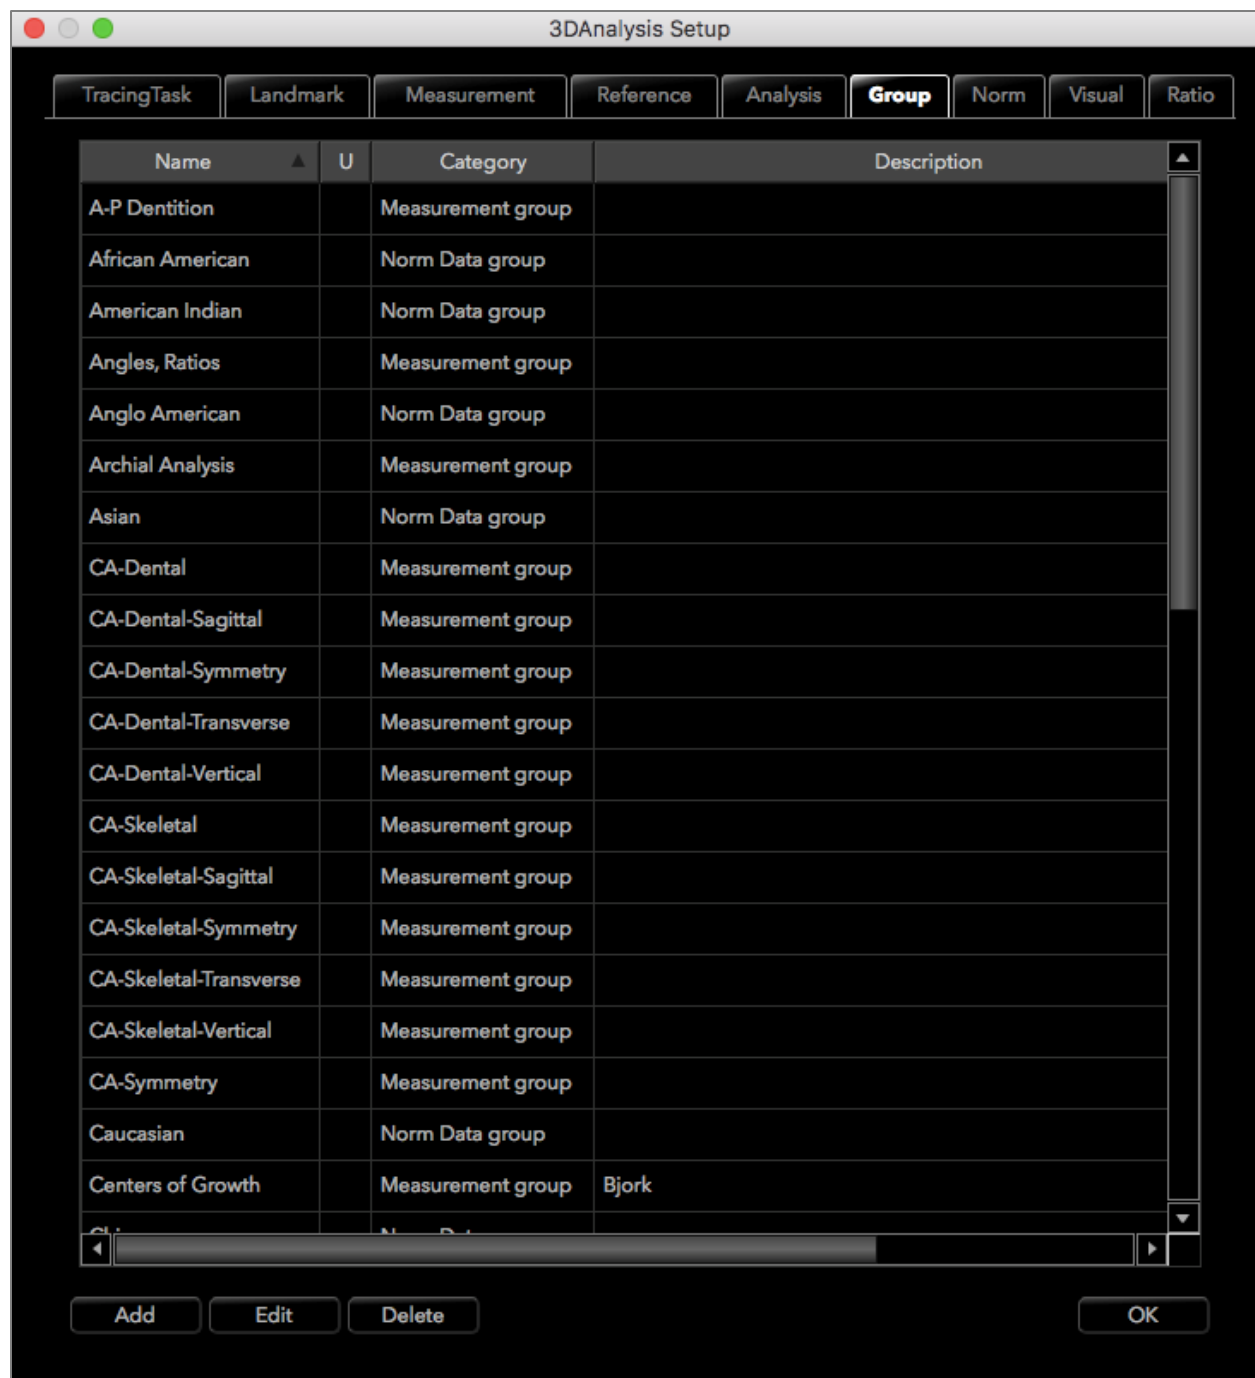 3DAnalysis Setup
TracingTask Landmark Measurement Reference Analysis Group Norm Visual Ratio
Name U Category Description
A-P Dentition Measurement group
African American Norm Data group
American Indian Norm Data group
Angles, Ratios Measurement group
Anglo American Norm Data group
Archial Analysis Measurement group
Asian Norm Data group
CA-Dental Measurement group
CA-Dental-Sagittal Measurement group
CA-Dental-Symmetry Measurement group
CA-Dental-Transverse Measurement group
CA-Dental-Vertical Measurement group
CA-Skeletal Measurement group
CA-Skeletal-Sagittal Measurement group
CA-Skeletal-Symmetry Measurement group
CA-Skeletal-Transverse Measurement group
CA-Skeletal-Vertical Measurement group
CA-Symmetry Measurement group
Caucasian Norm Data group
Centers of Growth Measurement group Bjork
Add Edit Delete OK